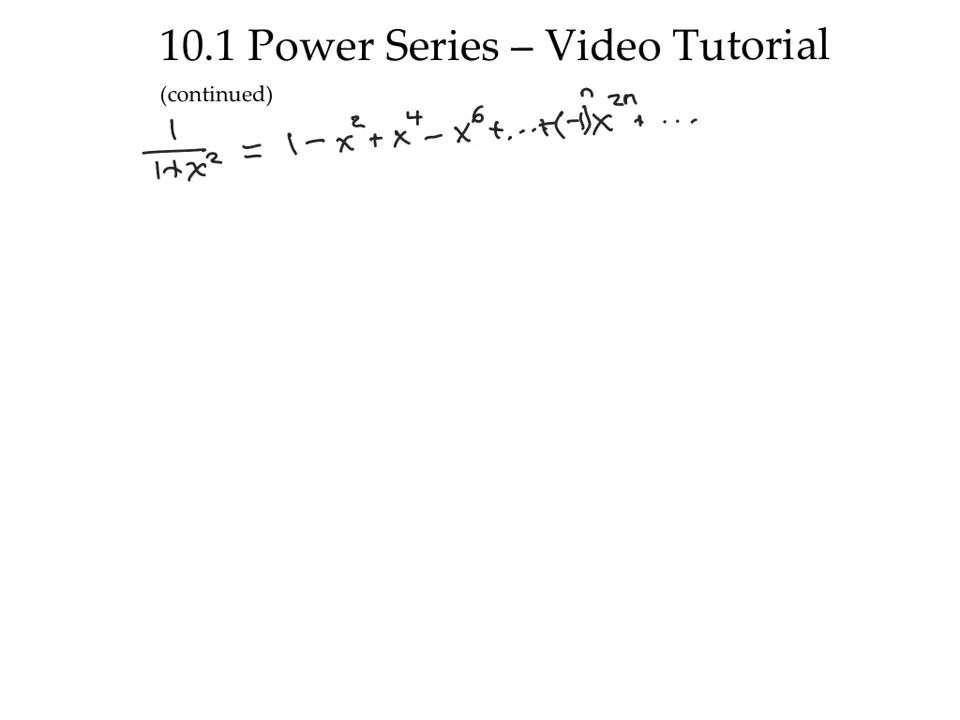 10.1 Power Series – Video Tutorial
(continued)
1/(1+x²) = 1 − x² + x⁴ − x⁶ + ... + (−1)ⁿx²ⁿ + ...